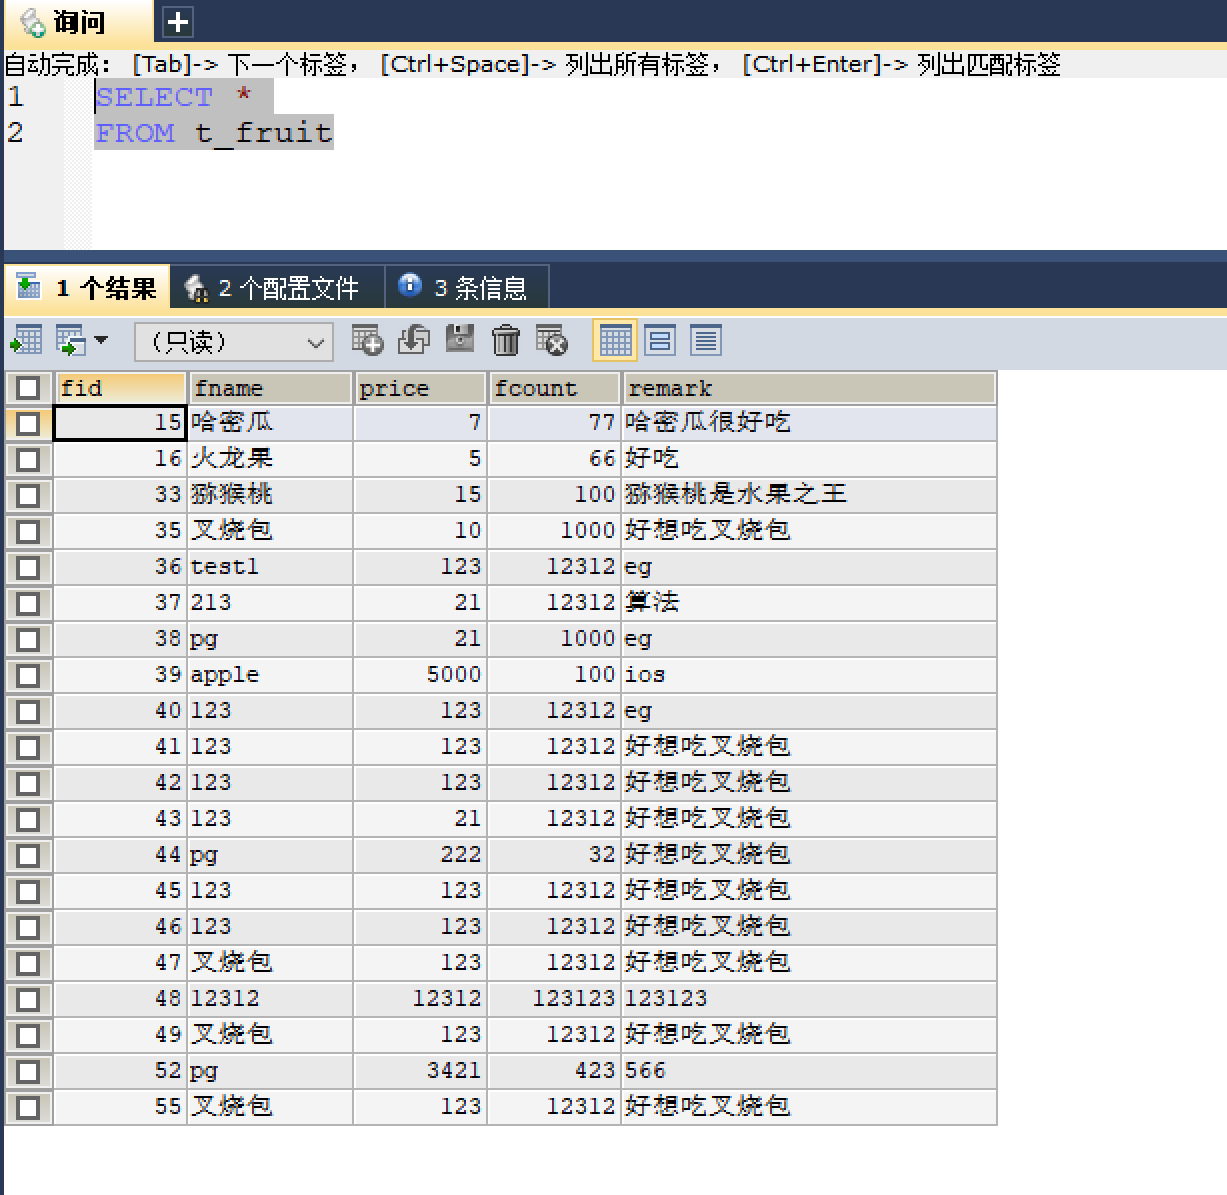 询问
自动完成： [Tab]-> 下一个标签， [Ctrl+Space]-> 列出所有标签， [Ctrl+Enter]-> 列出匹配标签
1 SELECT *
2 FROM t_fruit
1 个结果 2 个配置文件 3 条信息
（只读）
fid fname price fcount remark
15 哈密瓜 7 77 哈密瓜很好吃
16 火龙果 5 66 好吃
33 猕猴桃 15 100 猕猴桃是水果之王
35 叉烧包 10 1000 好想吃叉烧包
36 test1 123 12312 eg
37 213 21 12312 算法
38 pg 21 1000 eg
39 apple 5000 100 ios
40 123 123 12312 eg
41 123 123 12312 好想吃叉烧包
42 123 123 12312 好想吃叉烧包
43 123 21 12312 好想吃叉烧包
44 pg 222 32 好想吃叉烧包
45 123 123 12312 好想吃叉烧包
46 123 123 12312 好想吃叉烧包
47 叉烧包 123 12312 好想吃叉烧包
48 12312 12312 123123 123123
49 叉烧包 123 12312 好想吃叉烧包
52 pg 3421 423 566
55 叉烧包 123 12312 好想吃叉烧包